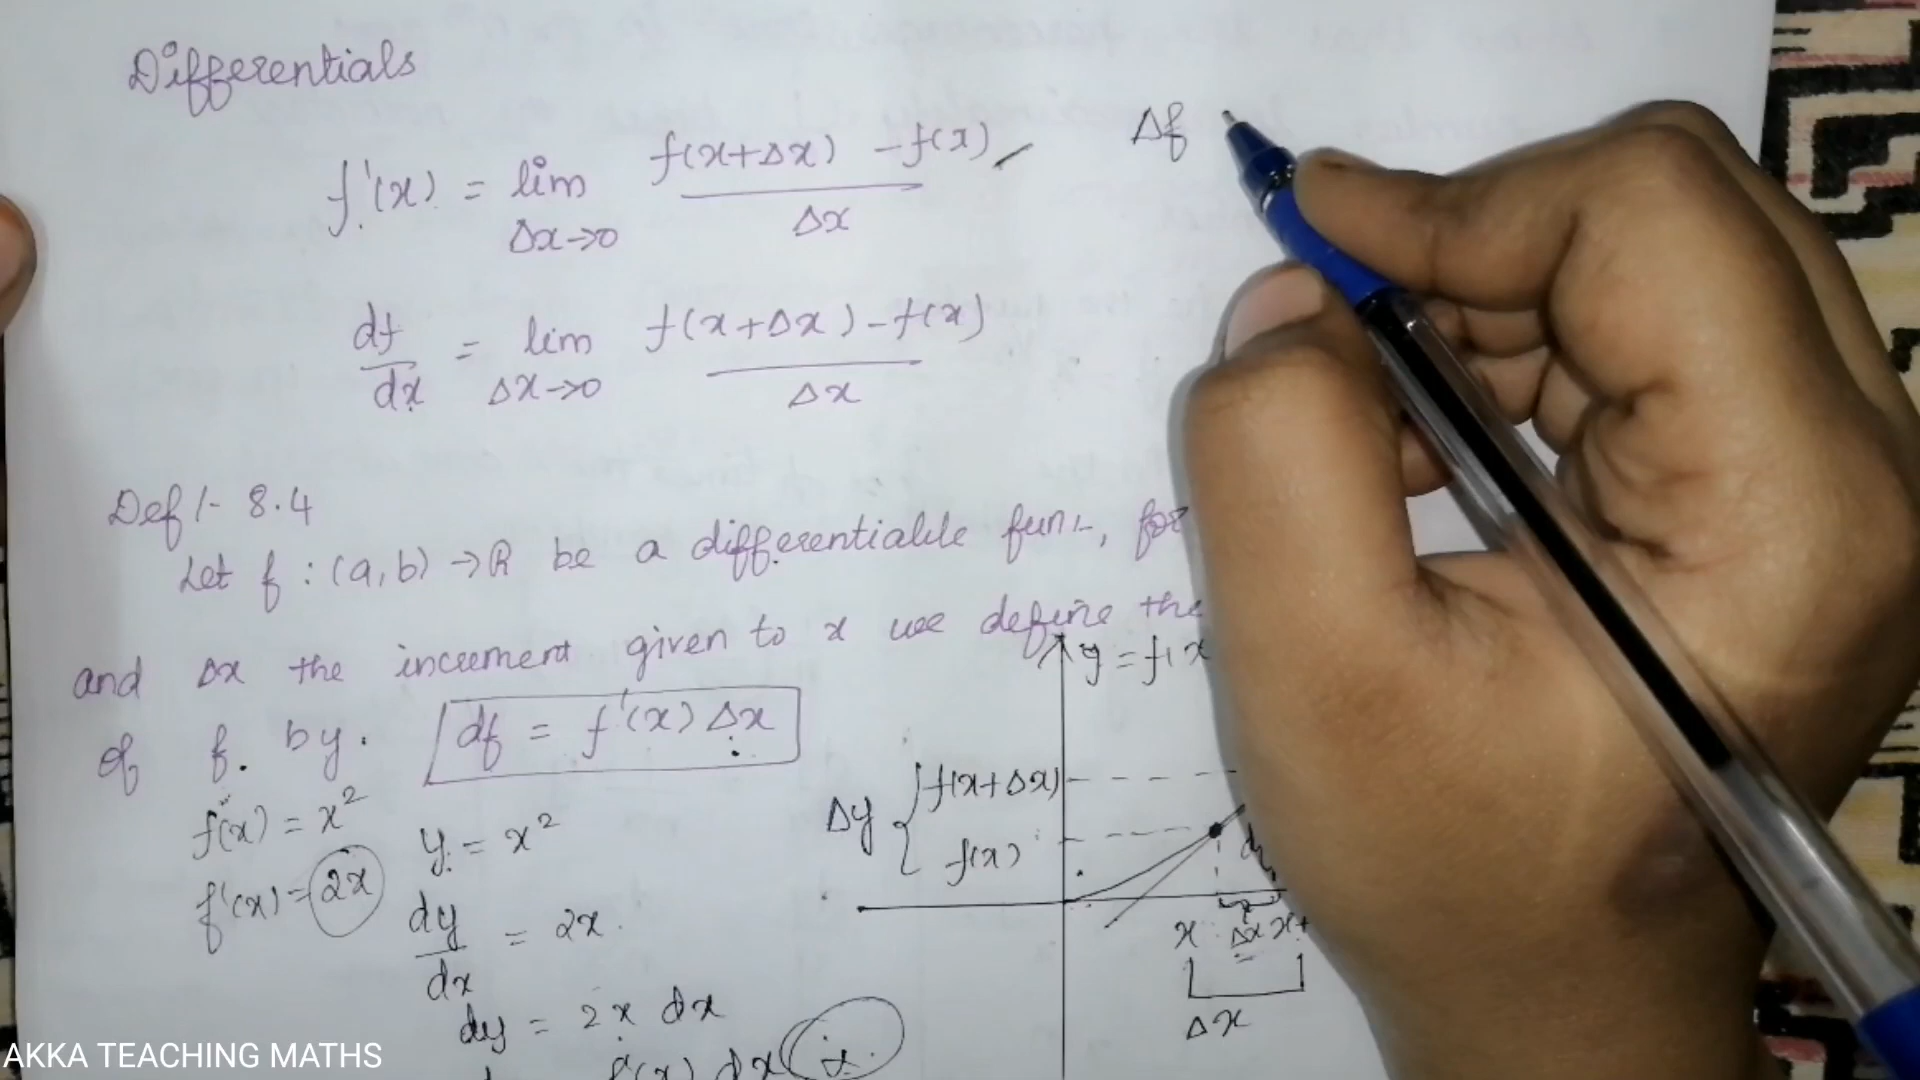 Differentials
f'(x) = lim Δx→0 f(x+Δx) - f(x) / Δx
Δf
df/dx = lim Δx→0 f(x+Δx) - f(x) / Δx
Def/- 8.4
Let f : (a,b) → R be a differentiable fun/-, for
and Δx the increment given to x we define the
of f. by. df = f'(x) Δx
y = f(x
f(x) = x²
y = x²
Δy { f(x+Δx)
f(x)
f'(x) = 2x
dy/dx = 2x.
x Δx x+
Δx
dy = 2x dx
(x) dx
AKKA TEACHING MATHS